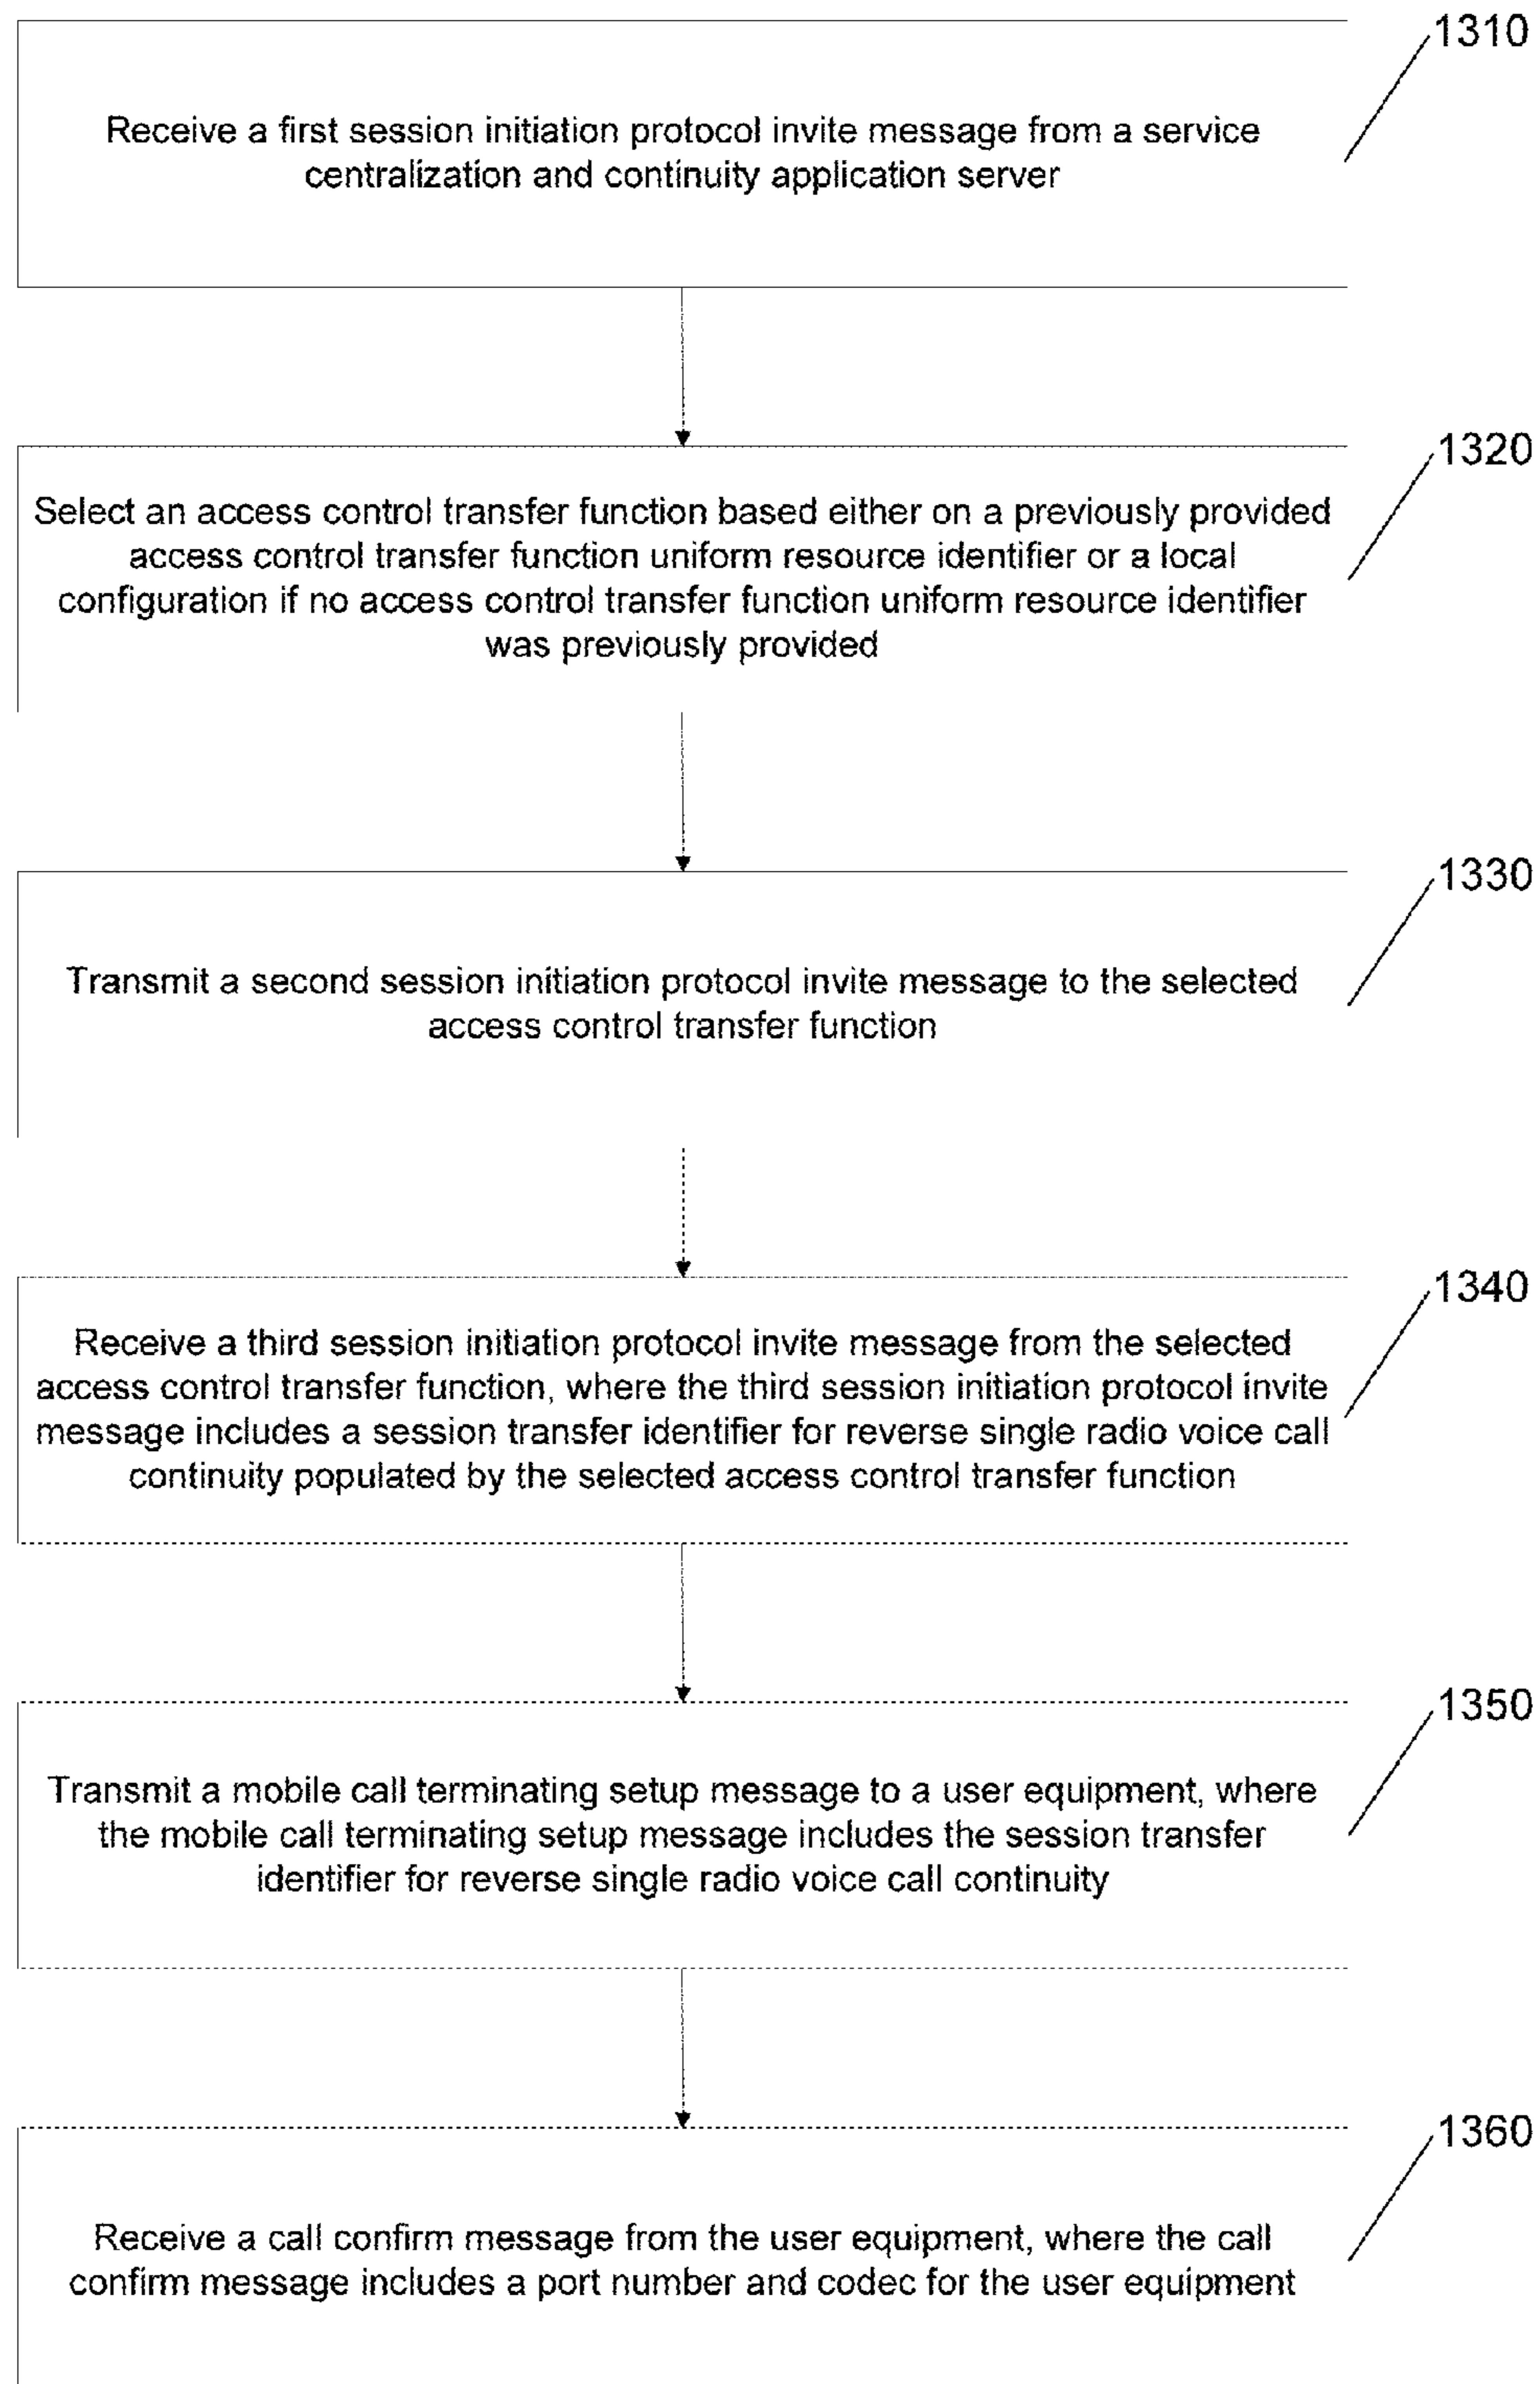 1310
Receive a first session initiation protocol invite message from a service
centralization and continuity application server
1320
Select an access control transfer function based either on a previously provided
access control transfer function uniform resource identifier or a local
configuration if no access control transfer function uniform resource identifier
was previously provided
1330
Transmit a second session initiation protocol invite message to the selected
access control transfer function
1340
Receive a third session initiation protocol invite message from the selected
access control transfer function, where the third session initiation protocol invite
message includes a session transfer identifier for reverse single radio voice call
continuity populated by the selected access control transfer function
1350
Transmit a mobile call terminating setup message to a user equipment, where
the mobile call terminating setup message includes the session transfer
identifier for reverse single radio voice call continuity
1360
Receive a call confirm message from the user equipment, where the call
confirm message includes a port number and codec for the user equipment